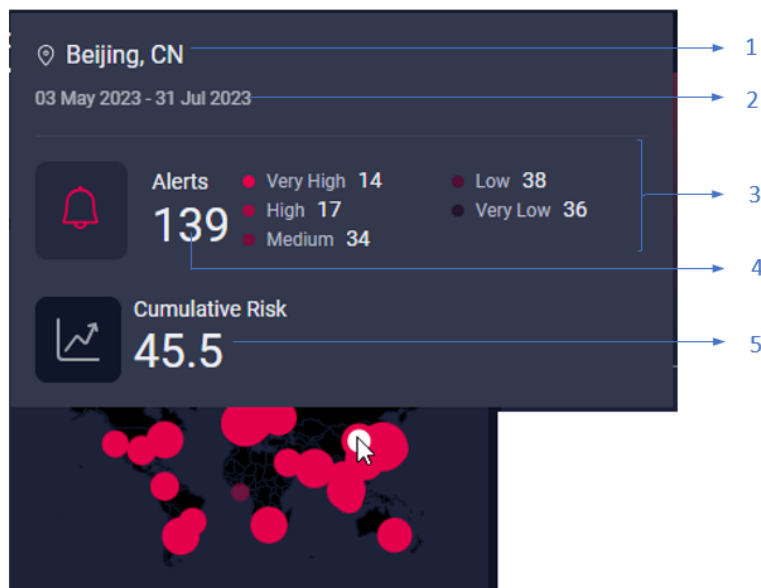 Beijing, CN
1
03 May 2023 - 31 Jul 2023
2
Alerts
139
Very High 14
High 17
Medium 34
Low 38
Very Low 36
3
4
Cumulative Risk
45.5
5